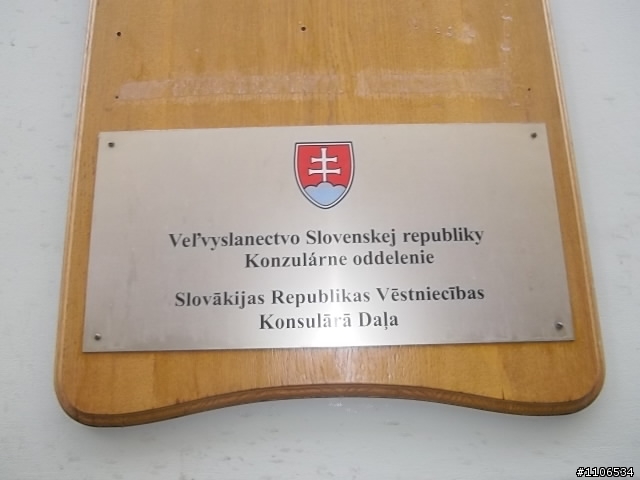 Veľvyslanectvo Slovenskej republiky
Konzulárne oddelenie
Slovākijas Republikas Vēstniecības
Konsulārā Daļa
#1106534